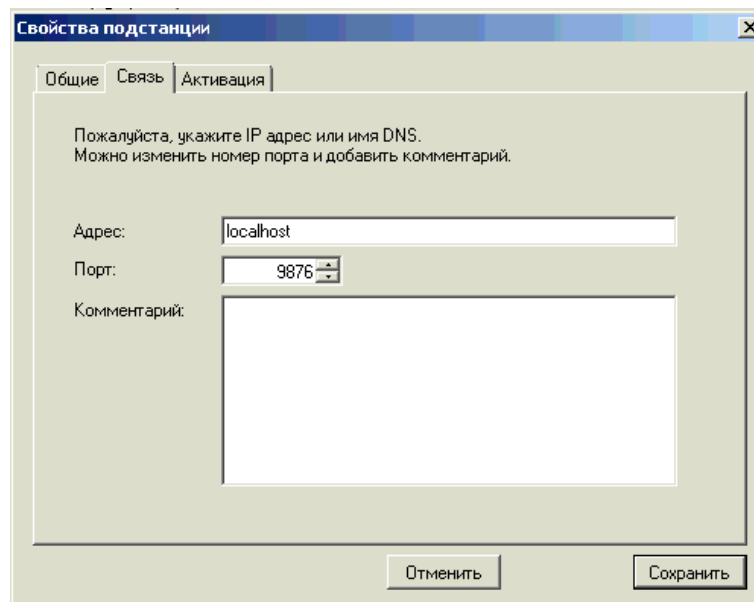 Свойства подстанции
Общие Связь Активация
Пожалуйста, укажите IP адрес или имя DNS.
Можно изменить номер порта и добавить комментарий.
Адрес: localhost
Порт: 9876
Комментарий:
Отменить Сохранить